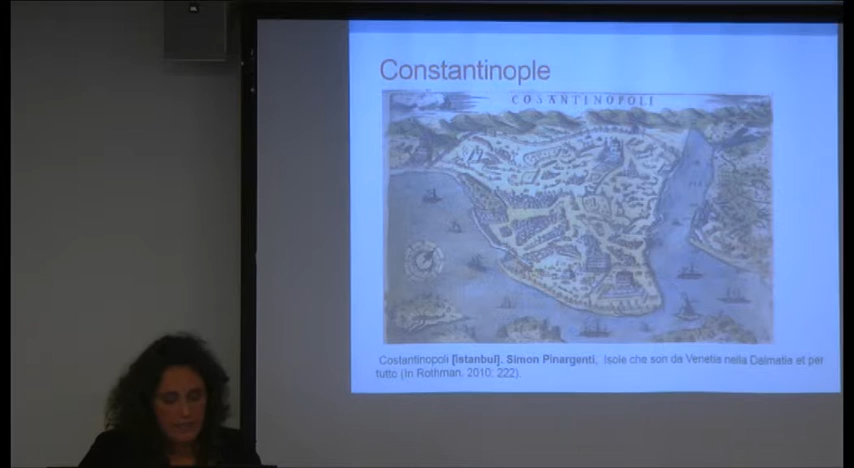 Constantinople
COSANTINOPOLI
Costantinopoli [Istanbul]. Simon Pinargenti, Isole che son da Venetia nella Dalmatia et per
tutto (In Rothman, 2010: 222).